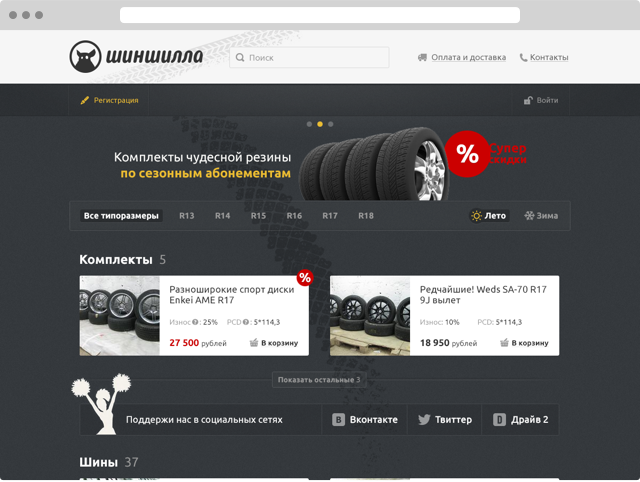 шиншилла
Поиск
Оплата и доставка
Контакты
Регистрация
Войти
Комплекты чудесной резины
по сезонным абонементам
%
Супер
скидки
Все типоразмеры R13 R14 R15 R16 R17 R18 Лето Зима
Комплекты 5
%
Разноширокие спорт диски
Enkei AME R17
Износ ?: 25% PCD ?: 5*114,3
27 500 рублей В корзину
Редчайшие! Weds SA-70 R17
9J вылет
Износ: 10% PCD: 5*114,3
18 950 рублей В корзину
Показать остальные 3
Поддержи нас в социальных сетях
В Вконтакте
Твиттер
D Драйв 2
Шины 37